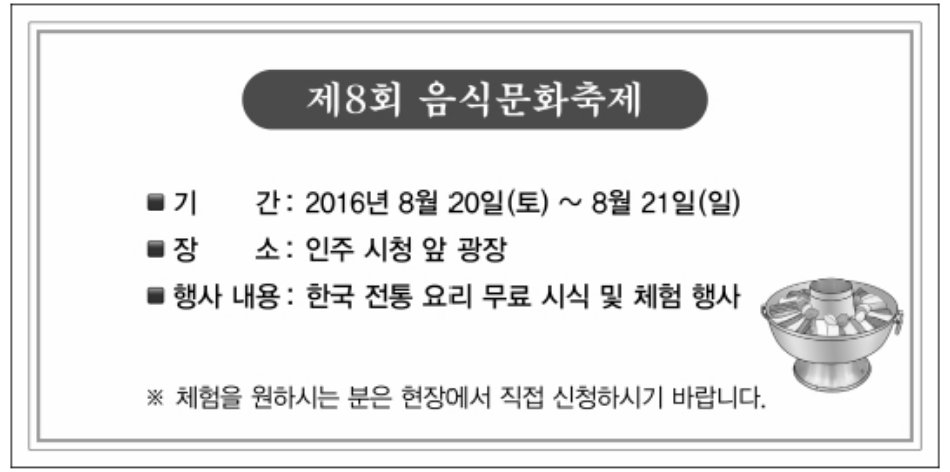 제8회 음식문화축제
■ 기 간 : 2016년 8월 20일(토) ~ 8월 21일(일)
■ 장 소 : 인주 시청 앞 광장
■ 행사 내용 : 한국 전통 요리 무료 시식 및 체험 행사
※ 체험을 원하시는 분은 현장에서 직접 신청하시기 바랍니다.